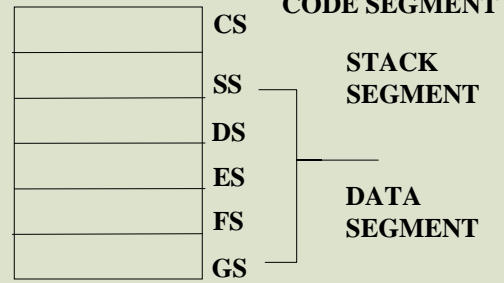 CODE SEGMENT
CS
STACK
SEGMENT
SS
DS
ES
DATA
SEGMENT
FS
GS